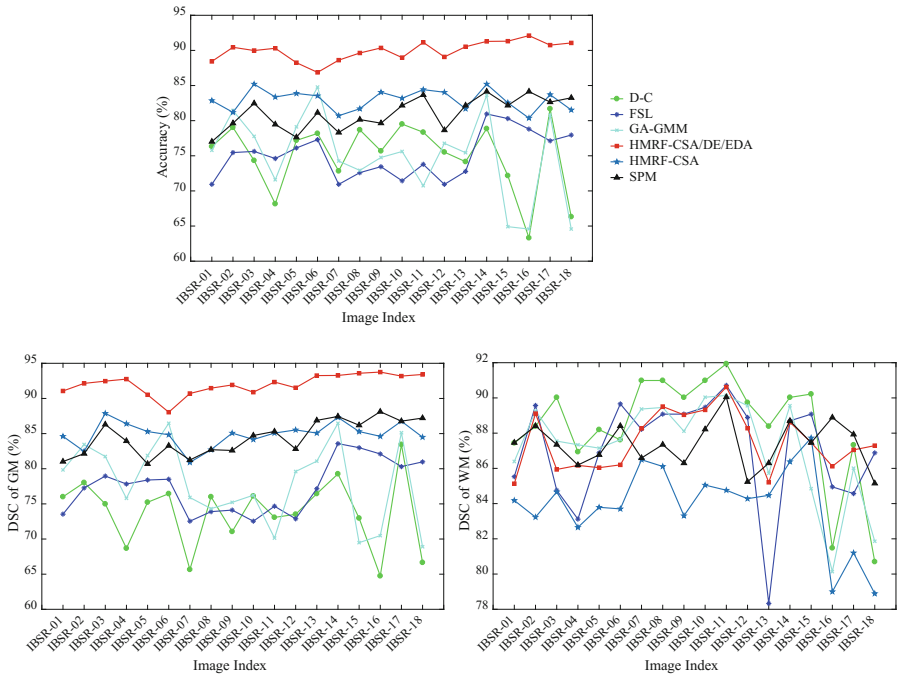 95
90
85
80
75
70
65
60
Accuracy (%)
IBSR-01
IBSR-02
IBSR-03
IBSR-04
IBSR-05
IBSR-06
IBSR-07
IBSR-08
IBSR-09
IBSR-10
IBSR-11
IBSR-12
IBSR-13
IBSR-14
IBSR-15
IBSR-16
IBSR-17
IBSR-18
Image Index
D-C
FSL
GA-GMM
HMRF-CSA/DE/EDA
HMRF-CSA
SPM
95
90
85
80
75
70
65
60
DSC of GM (%)
IBSR-01
IBSR-02
IBSR-03
IBSR-04
IBSR-05
IBSR-06
IBSR-07
IBSR-08
IBSR-09
IBSR-10
IBSR-11
IBSR-12
IBSR-13
IBSR-14
IBSR-15
IBSR-16
IBSR-17
IBSR-18
Image Index
92
90
88
86
84
82
80
78
DSC of WM (%)
IBSR-01
IBSR-02
IBSR-03
IBSR-04
IBSR-05
IBSR-06
IBSR-07
IBSR-08
IBSR-09
IBSR-10
IBSR-11
IBSR-12
IBSR-13
IBSR-14
IBSR-15
IBSR-16
IBSR-17
IBSR-18
Image Index